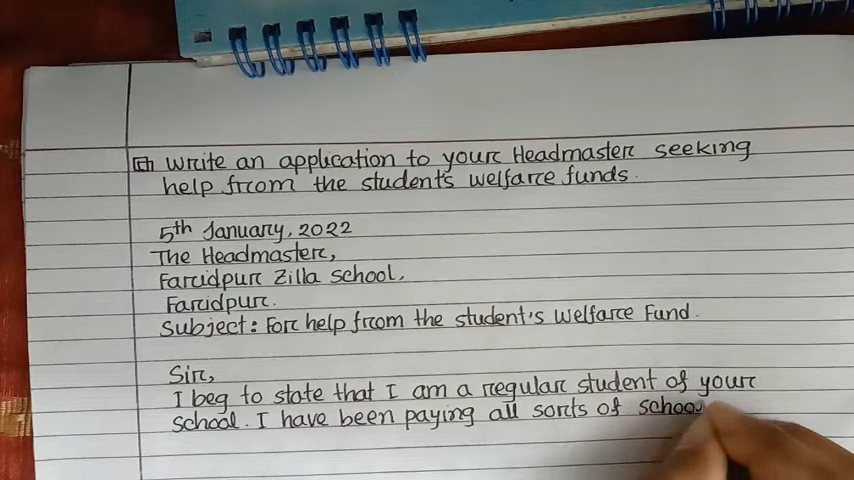 Write an application to your Headmaster seeking
help from the student's welfare funds.
5th January, 2022
The Headmaster,
Faridpur Zilla School,
Faridpur.
Subject: For help from the student's Welfare Fund.
Sir,
I beg to state that I am a regular student of your
school. I have been paying all sorts of schoo